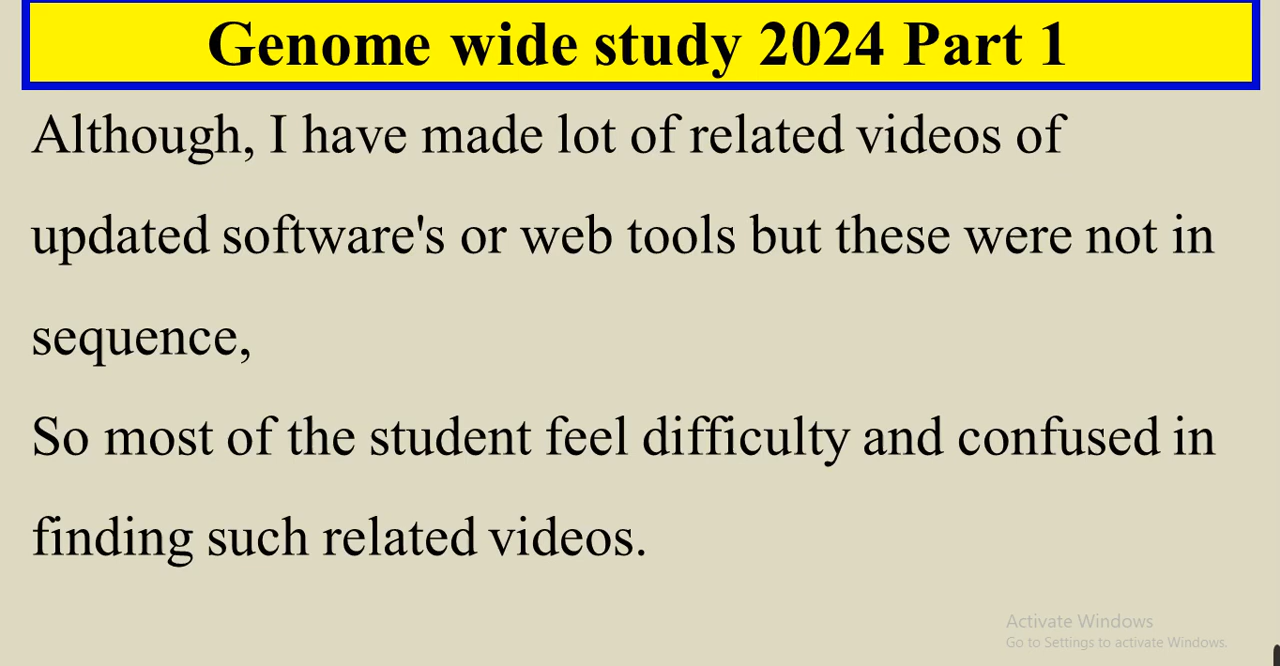 Genome wide study 2024 Part 1
Although, I have made lot of related videos of
updated software's or web tools but these were not in
sequence,
So most of the student feel difficulty and confused in
finding such related videos.
Activate Windows
Go to Settings to activate Windows.